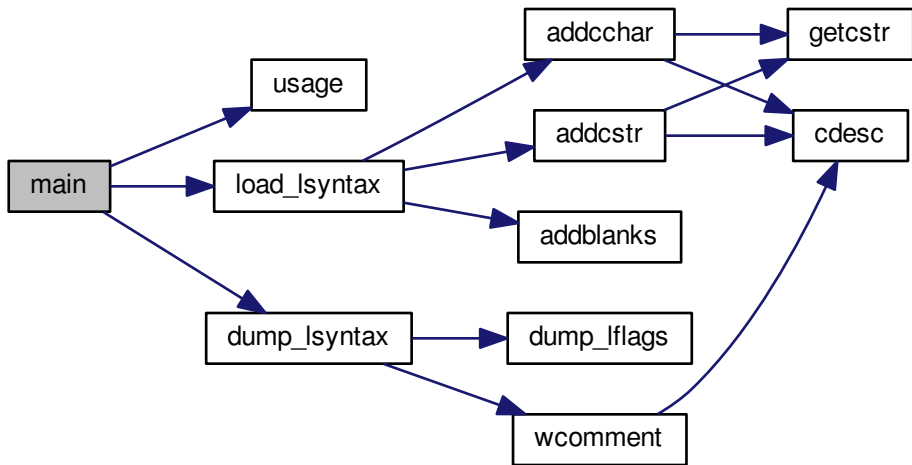 main
usage
load_lsyntax
dump_lsyntax
addcchar
addcstr
addblanks
dump_lflags
wcomment
getcstr
cdesc